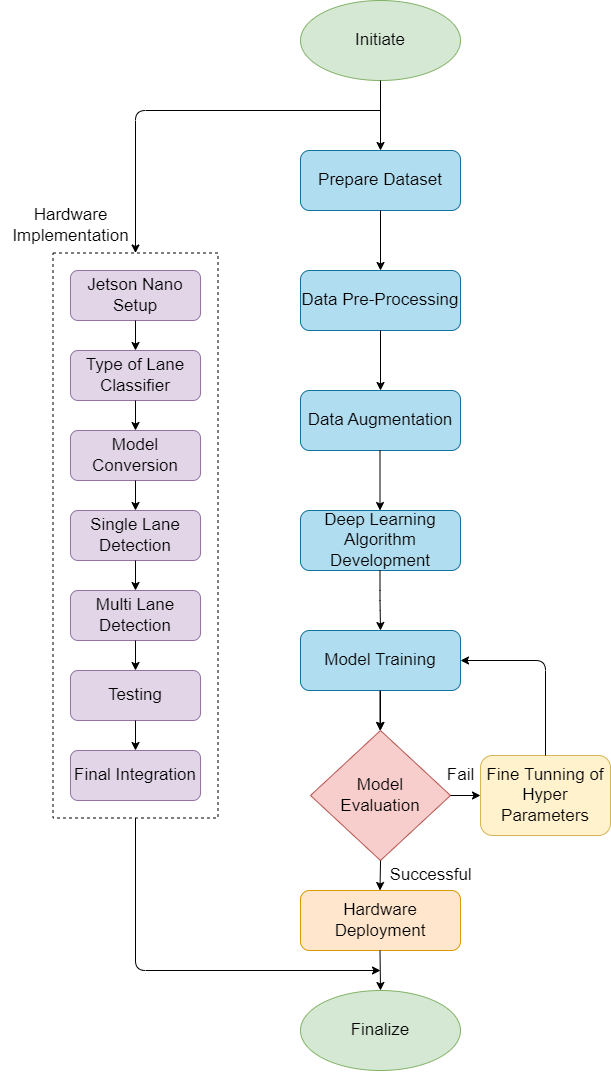 Initiate
Prepare Dataset
Hardware
Implementation
Jetson Nano
Setup
Type of Lane
Classifier
Model
Conversion
Single Lane
Detection
Multi Lane
Detection
Testing
Final Integration
Data Pre-Processing
Data Augmentation
Deep Learning
Algorithm
Development
Model Training
Model
Evaluation
Fail
Fine Tunning of
Hyper
Parameters
Successful
Hardware
Deployment
Finalize